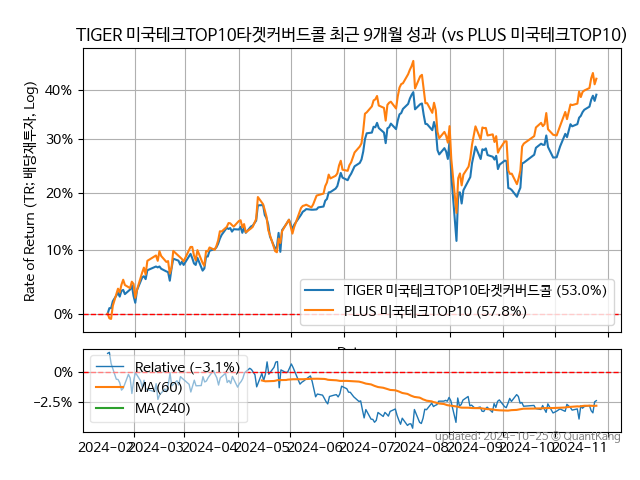 TIGER 미국테크TOP10타겟커버드콜 최근 9개월 성과 (vs PLUS 미국테크TOP10)
Rate of Return (TR: 배당재투자, Log)
40%
30%
20%
10%
0%
TIGER 미국테크TOP10타겟커버드콜 (53.0%)
PLUS 미국테크TOP10 (57.8%)
0%
−2.5%
Relative (−3.1%)
MA(60)
MA(240)
updated: 2024-10-25 © QuantKang
2024-02 2024-03 2024-04 2024-05 2024-06 2024-07 2024-08 2024-09 2024-10 2024-11